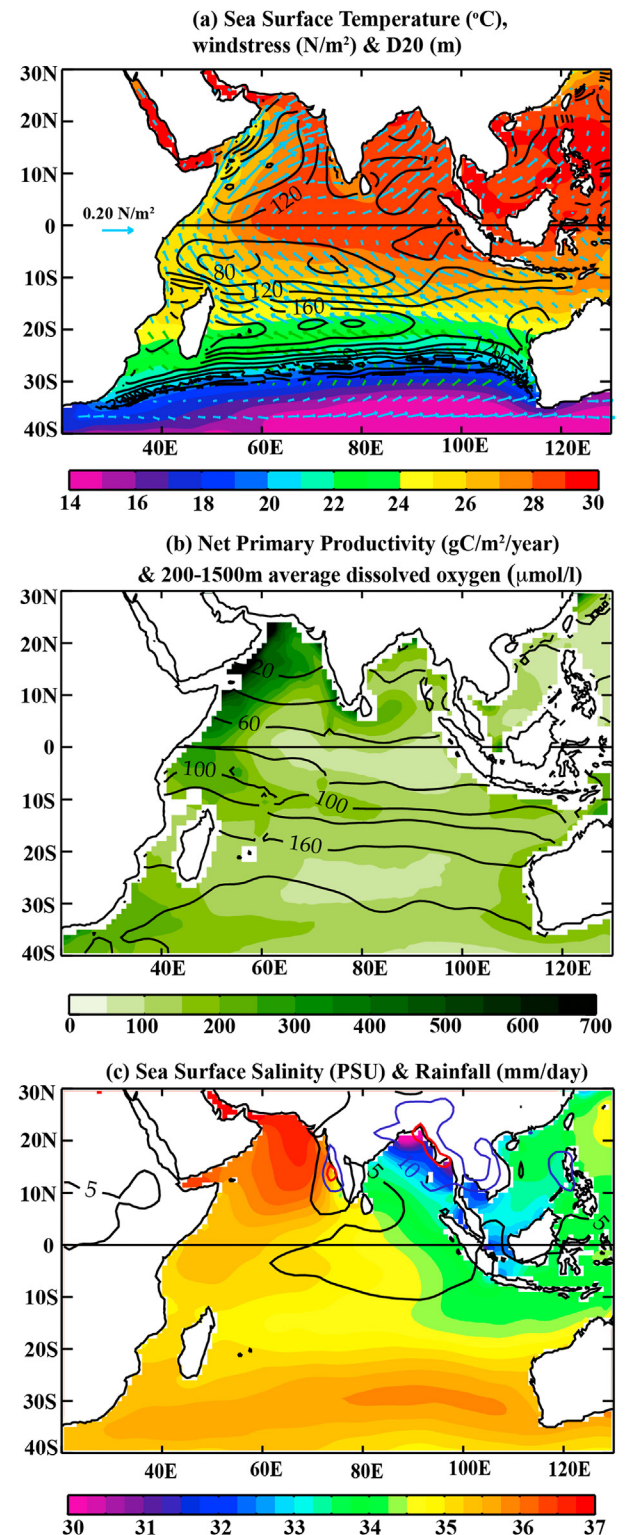 (a) Sea Surface Temperature (°C),
windstress (N/m²) & D20 (m)
30N
20N
10N
0
10S
20S
30S
40S
0.20 N/m²
120
80
120
160
120
40E
60E
80E
100E
120E
14
16
18
20
22
24
26
28
30
(b) Net Primary Productivity (gC/m²/year)
& 200-1500m average dissolved oxygen (μmol/l)
30N
20N
10N
0
10S
20S
30S
40S
20
60
100
100
160
40E
60E
80E
100E
120E
0
100
200
300
400
500
600
700
(c) Sea Surface Salinity (PSU) & Rainfall (mm/day)
30N
20N
10N
0
10S
20S
30S
40S
5
5
10
5
40E
60E
80E
100E
120E
30
31
32
33
34
35
36
37